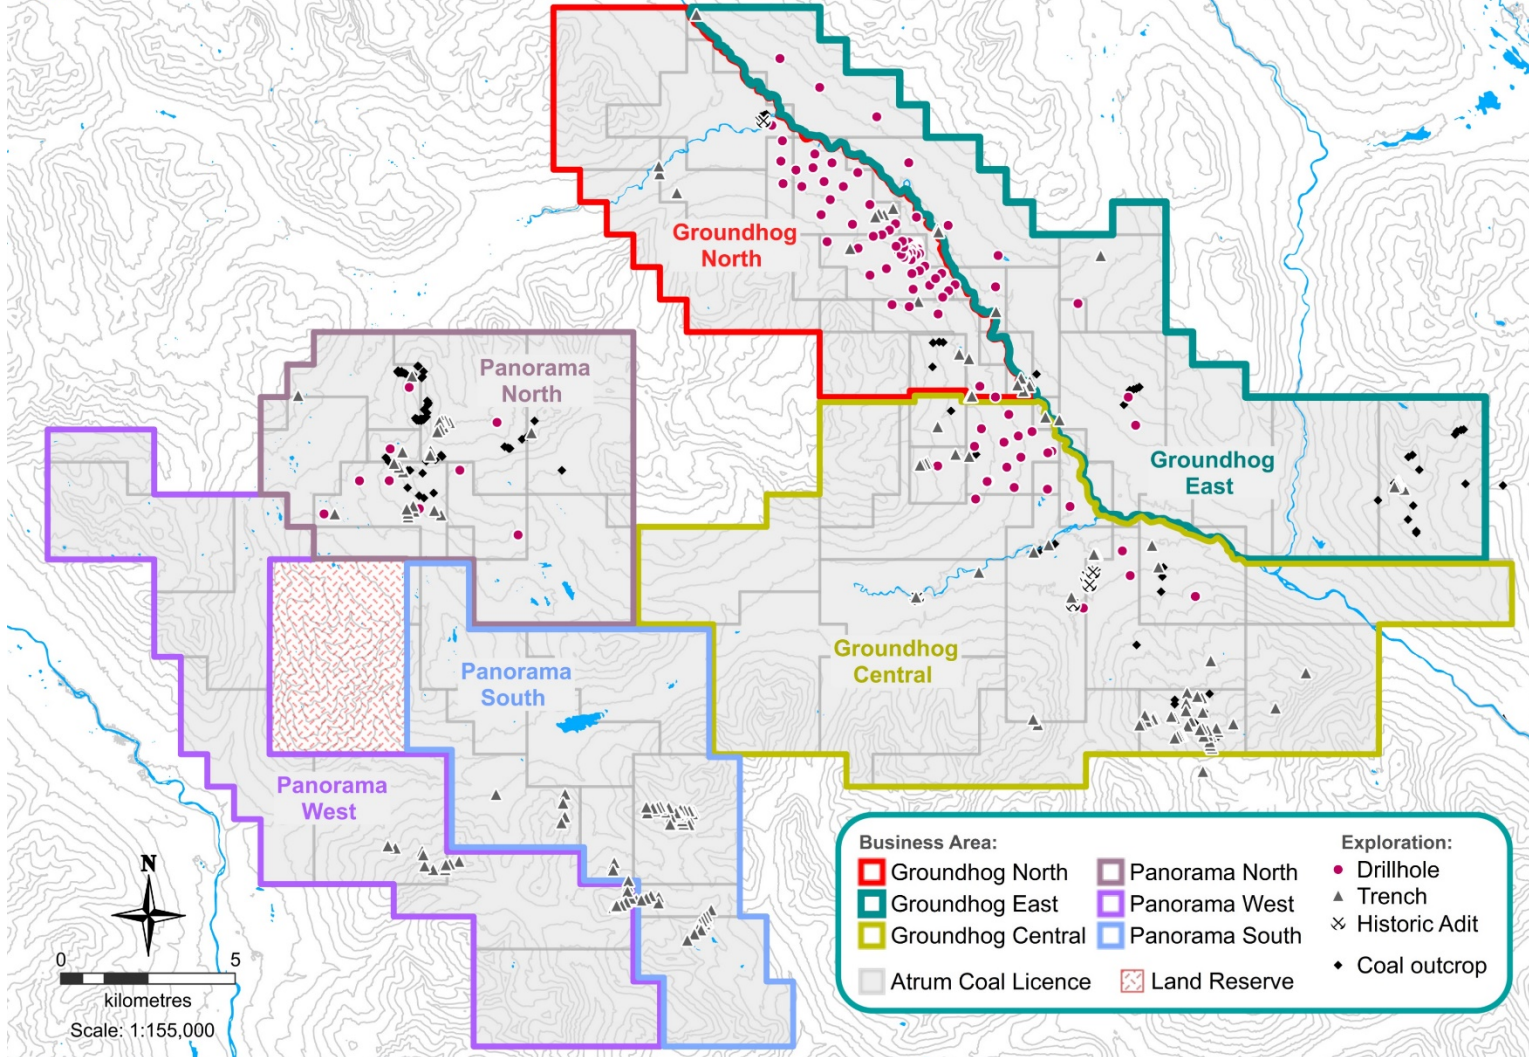 Groundhog
North
Panorama
North
Groundhog
East
Groundhog
Central
Panorama
South
Panorama
West
N
0 5
kilometres
Scale: 1:155,000
Business Area:
Groundhog North
Groundhog East
Groundhog Central
Panorama North
Panorama West
Panorama South
Atrum Coal Licence
Land Reserve
Exploration:
Drillhole
Trench
Historic Adit
Coal outcrop